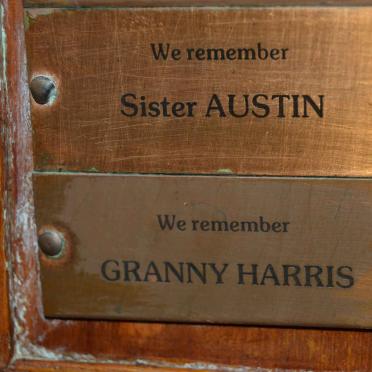 We remember
Sister AUSTIN
We remember
GRANNY HARRIS